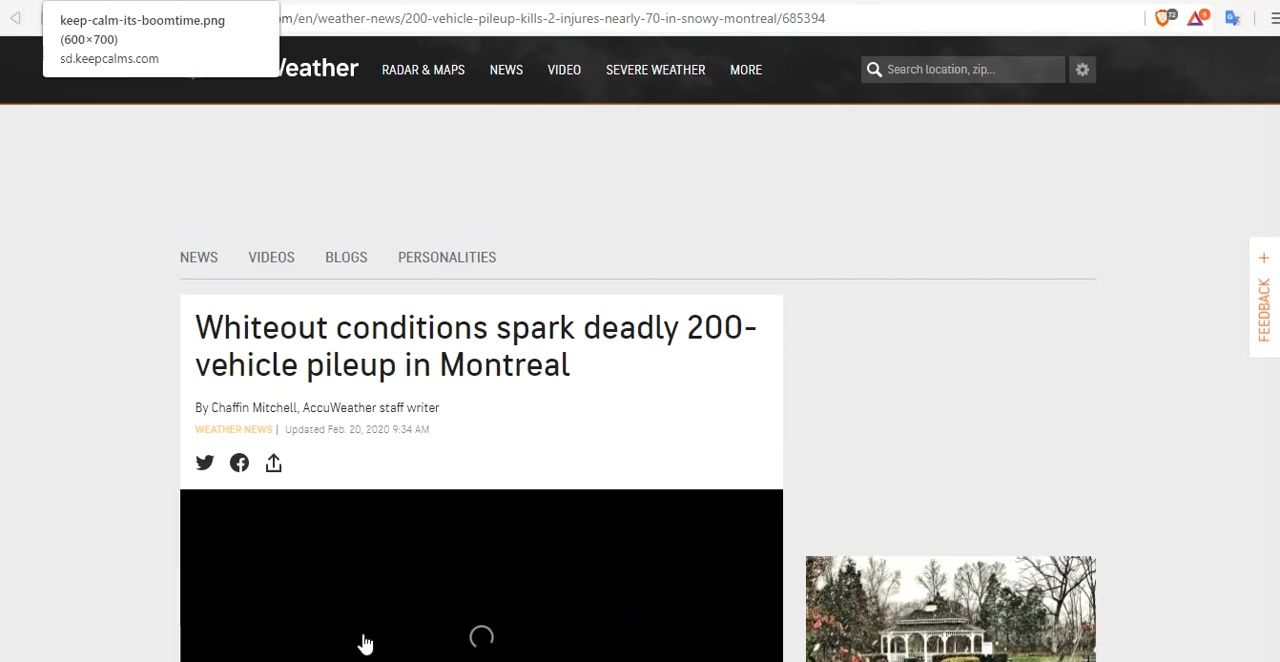 keep-calm-its-boomtime.png
(600×700)
sd.keepcalms.com
om/en/weather-news/200-vehicle-pileup-kills-2-injures-nearly-70-in-snowy-montreal/685394
72
9
Weather
RADAR & MAPS
NEWS
VIDEO
SEVERE WEATHER
MORE
Search location, zip...
NEWS
VIDEOS
BLOGS
PERSONALITIES
FEEDBACK +
Whiteout conditions spark deadly 200-
vehicle pileup in Montreal
By Chaffin Mitchell, AccuWeather staff writer
WEATHER NEWS | Updated Feb. 20, 2020 9:34 AM